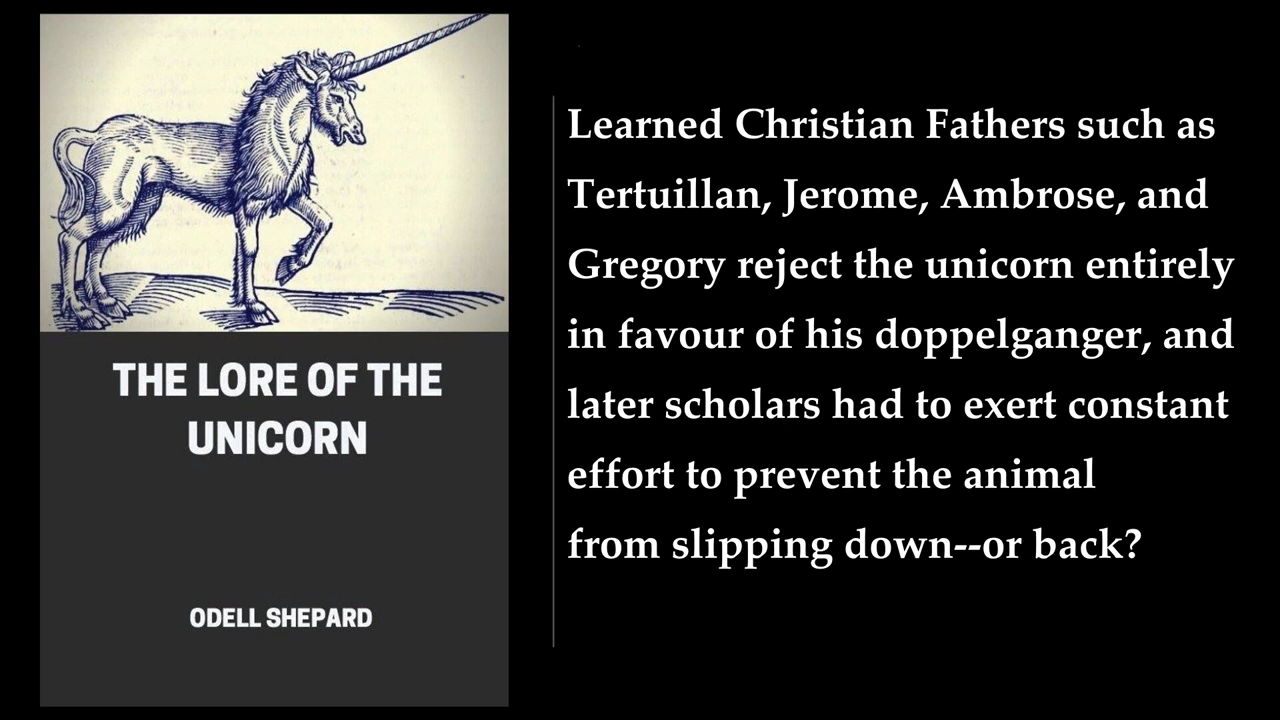 THE LORE OF THE
UNICORN
ODELL SHEPARD
Learned Christian Fathers such as
Tertuillan, Jerome, Ambrose, and
Gregory reject the unicorn entirely
in favour of his doppelganger, and
later scholars had to exert constant
effort to prevent the animal
from slipping down--or back?